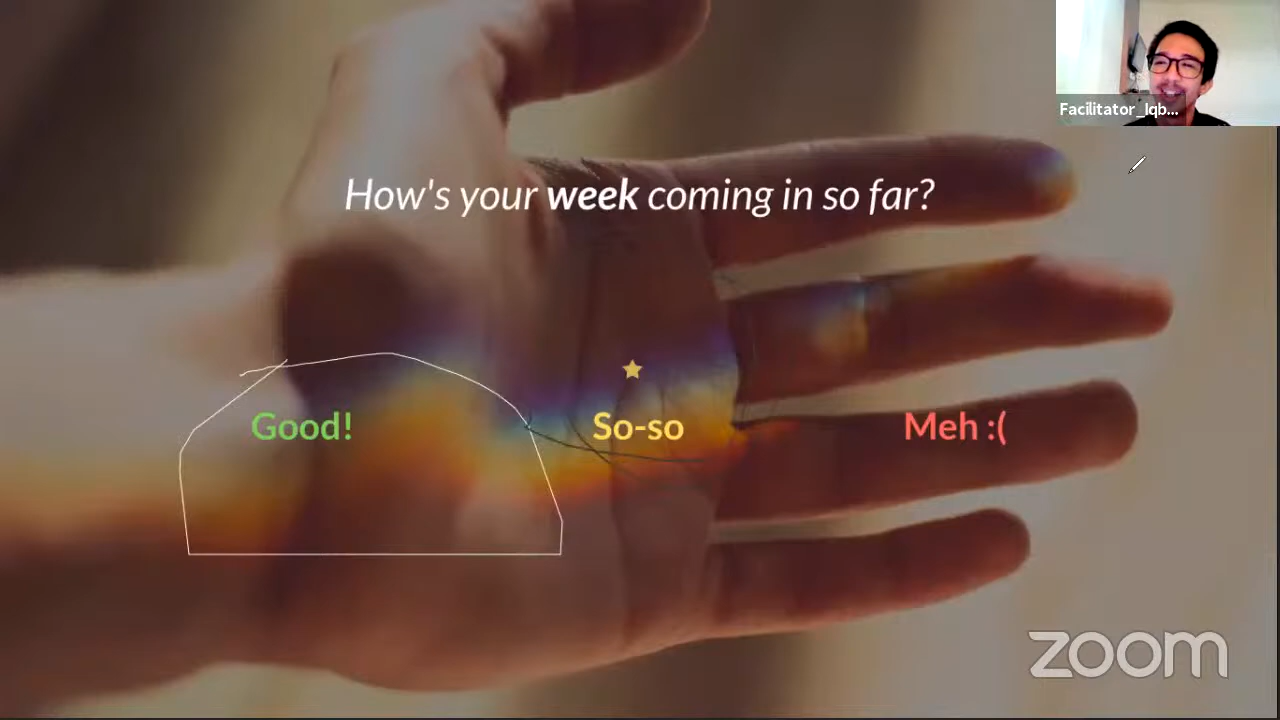 Facilitator_Iqb...
How's your week coming in so far?
Good!
So-so
Meh :(
zoom